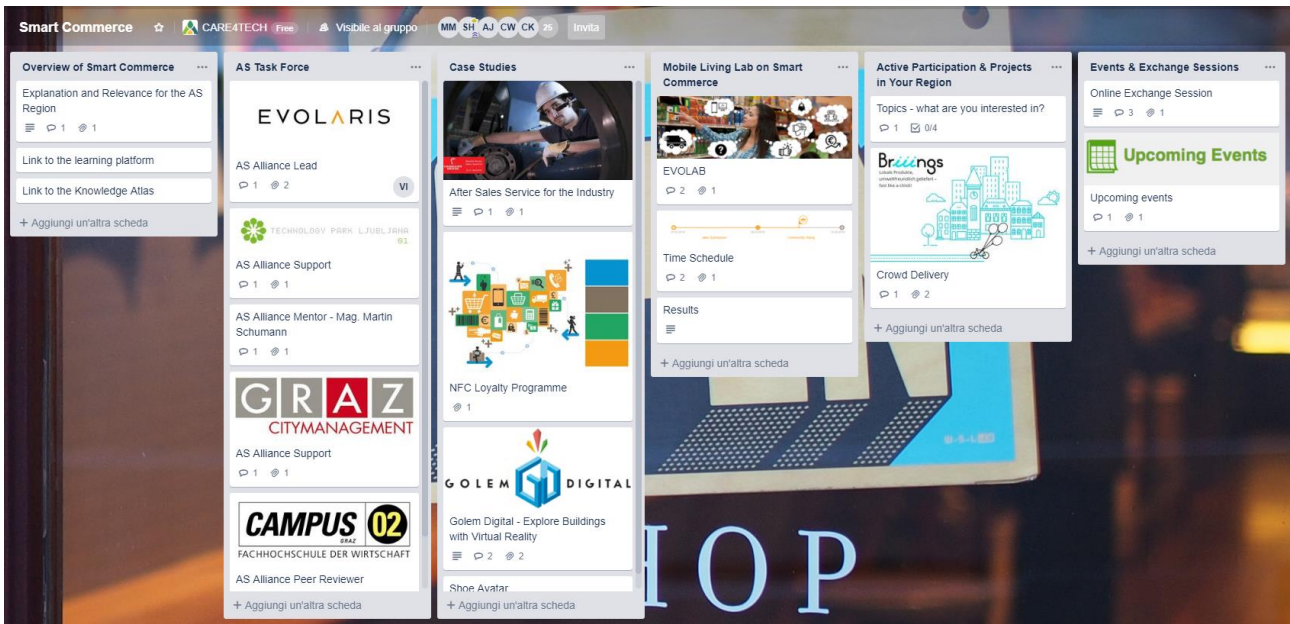 Smart Commerce
CARE4TECH Free
Visibile al gruppo
MM SH AJ CW CK 25
Invita
Overview of Smart Commerce
Explanation and Relevance for the AS
Region
1 1
Link to the learning platform
Link to the Knowledge Atlas
+ Aggiungi un'altra scheda
AS Task Force
EVOLARIS
AS Alliance Lead
1 2
VI
TECHNOLOGY PARK LJUBLJANA
01
AS Alliance Support
1 1
AS Alliance Mentor - Mag. Martin
Schumann
1 1
GRAZ
CITYMANAGEMENT
AS Alliance Support
1 1
CAMPUS 02
GRAZ
FACHHOCHSCHULE DER WIRTSCHAFT
AS Alliance Peer Reviewer
+ Aggiungi un'altra scheda
Case Studies
After Sales Service for the Industry
1 1
NFC Loyalty Programme
1
GOLEM GD DIGITAL
Golem Digital - Explore Buildings
with Virtual Reality
2 2
Shoe Avatar
+ Aggiungi un'altra scheda
Mobile Living Lab on Smart
Commerce
EVOLAB
2 1
Time Schedule
2 1
Results
+ Aggiungi un'altra scheda
Active Participation & Projects
in Your Region
Topics - what are you interested in?
1 0/4
Briiings
Lokale Produkte,
umweltfreundlich geliefert -
Crowd Delivery
1 2
+ Aggiungi un'altra scheda
Events & Exchange Sessions
Online Exchange Session
3 1
Upcoming Events
Upcoming events
1 1
+ Aggiungi un'altra scheda
HOP